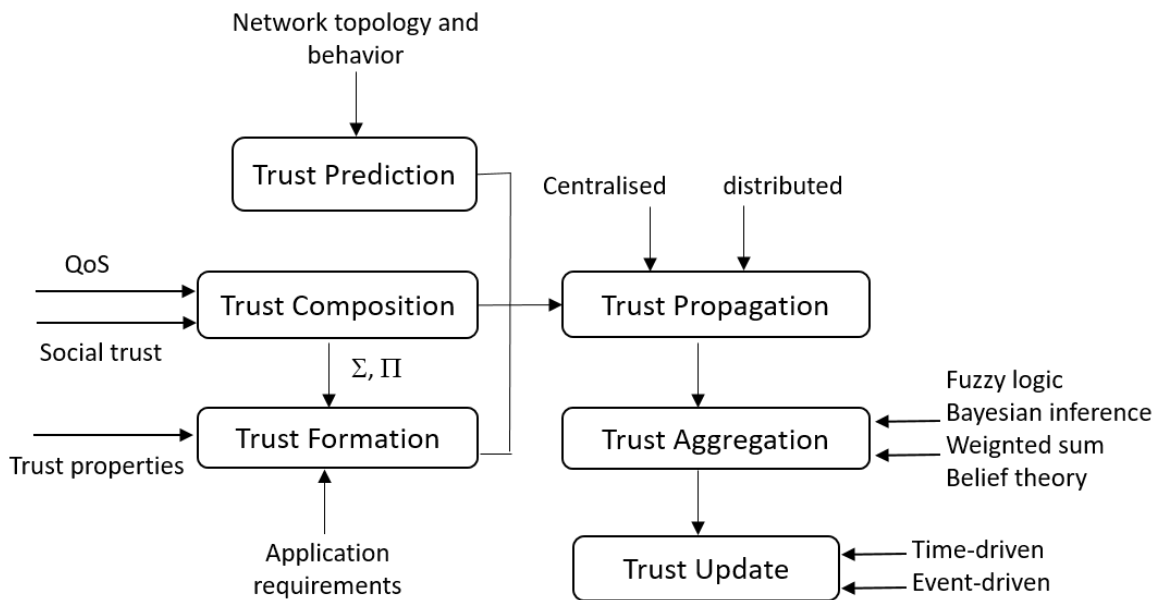 Network topology and
behavior
Trust Prediction
Centralised
distributed
QoS
Trust Composition
Trust Propagation
Social trust
Σ, Π
Fuzzy logic
Bayesian inference
Weignted sum
Belief theory
Trust Formation
Trust Aggregation
Trust properties
Application
requirements
Trust Update
Time-driven
Event-driven